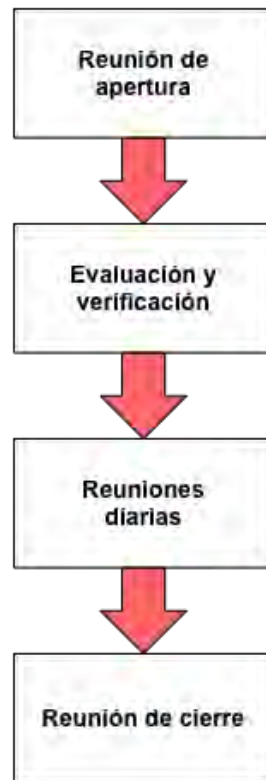 Reunión de
apertura
Evaluación y
verificación
Reuniones
diarias
Reunión de cierre